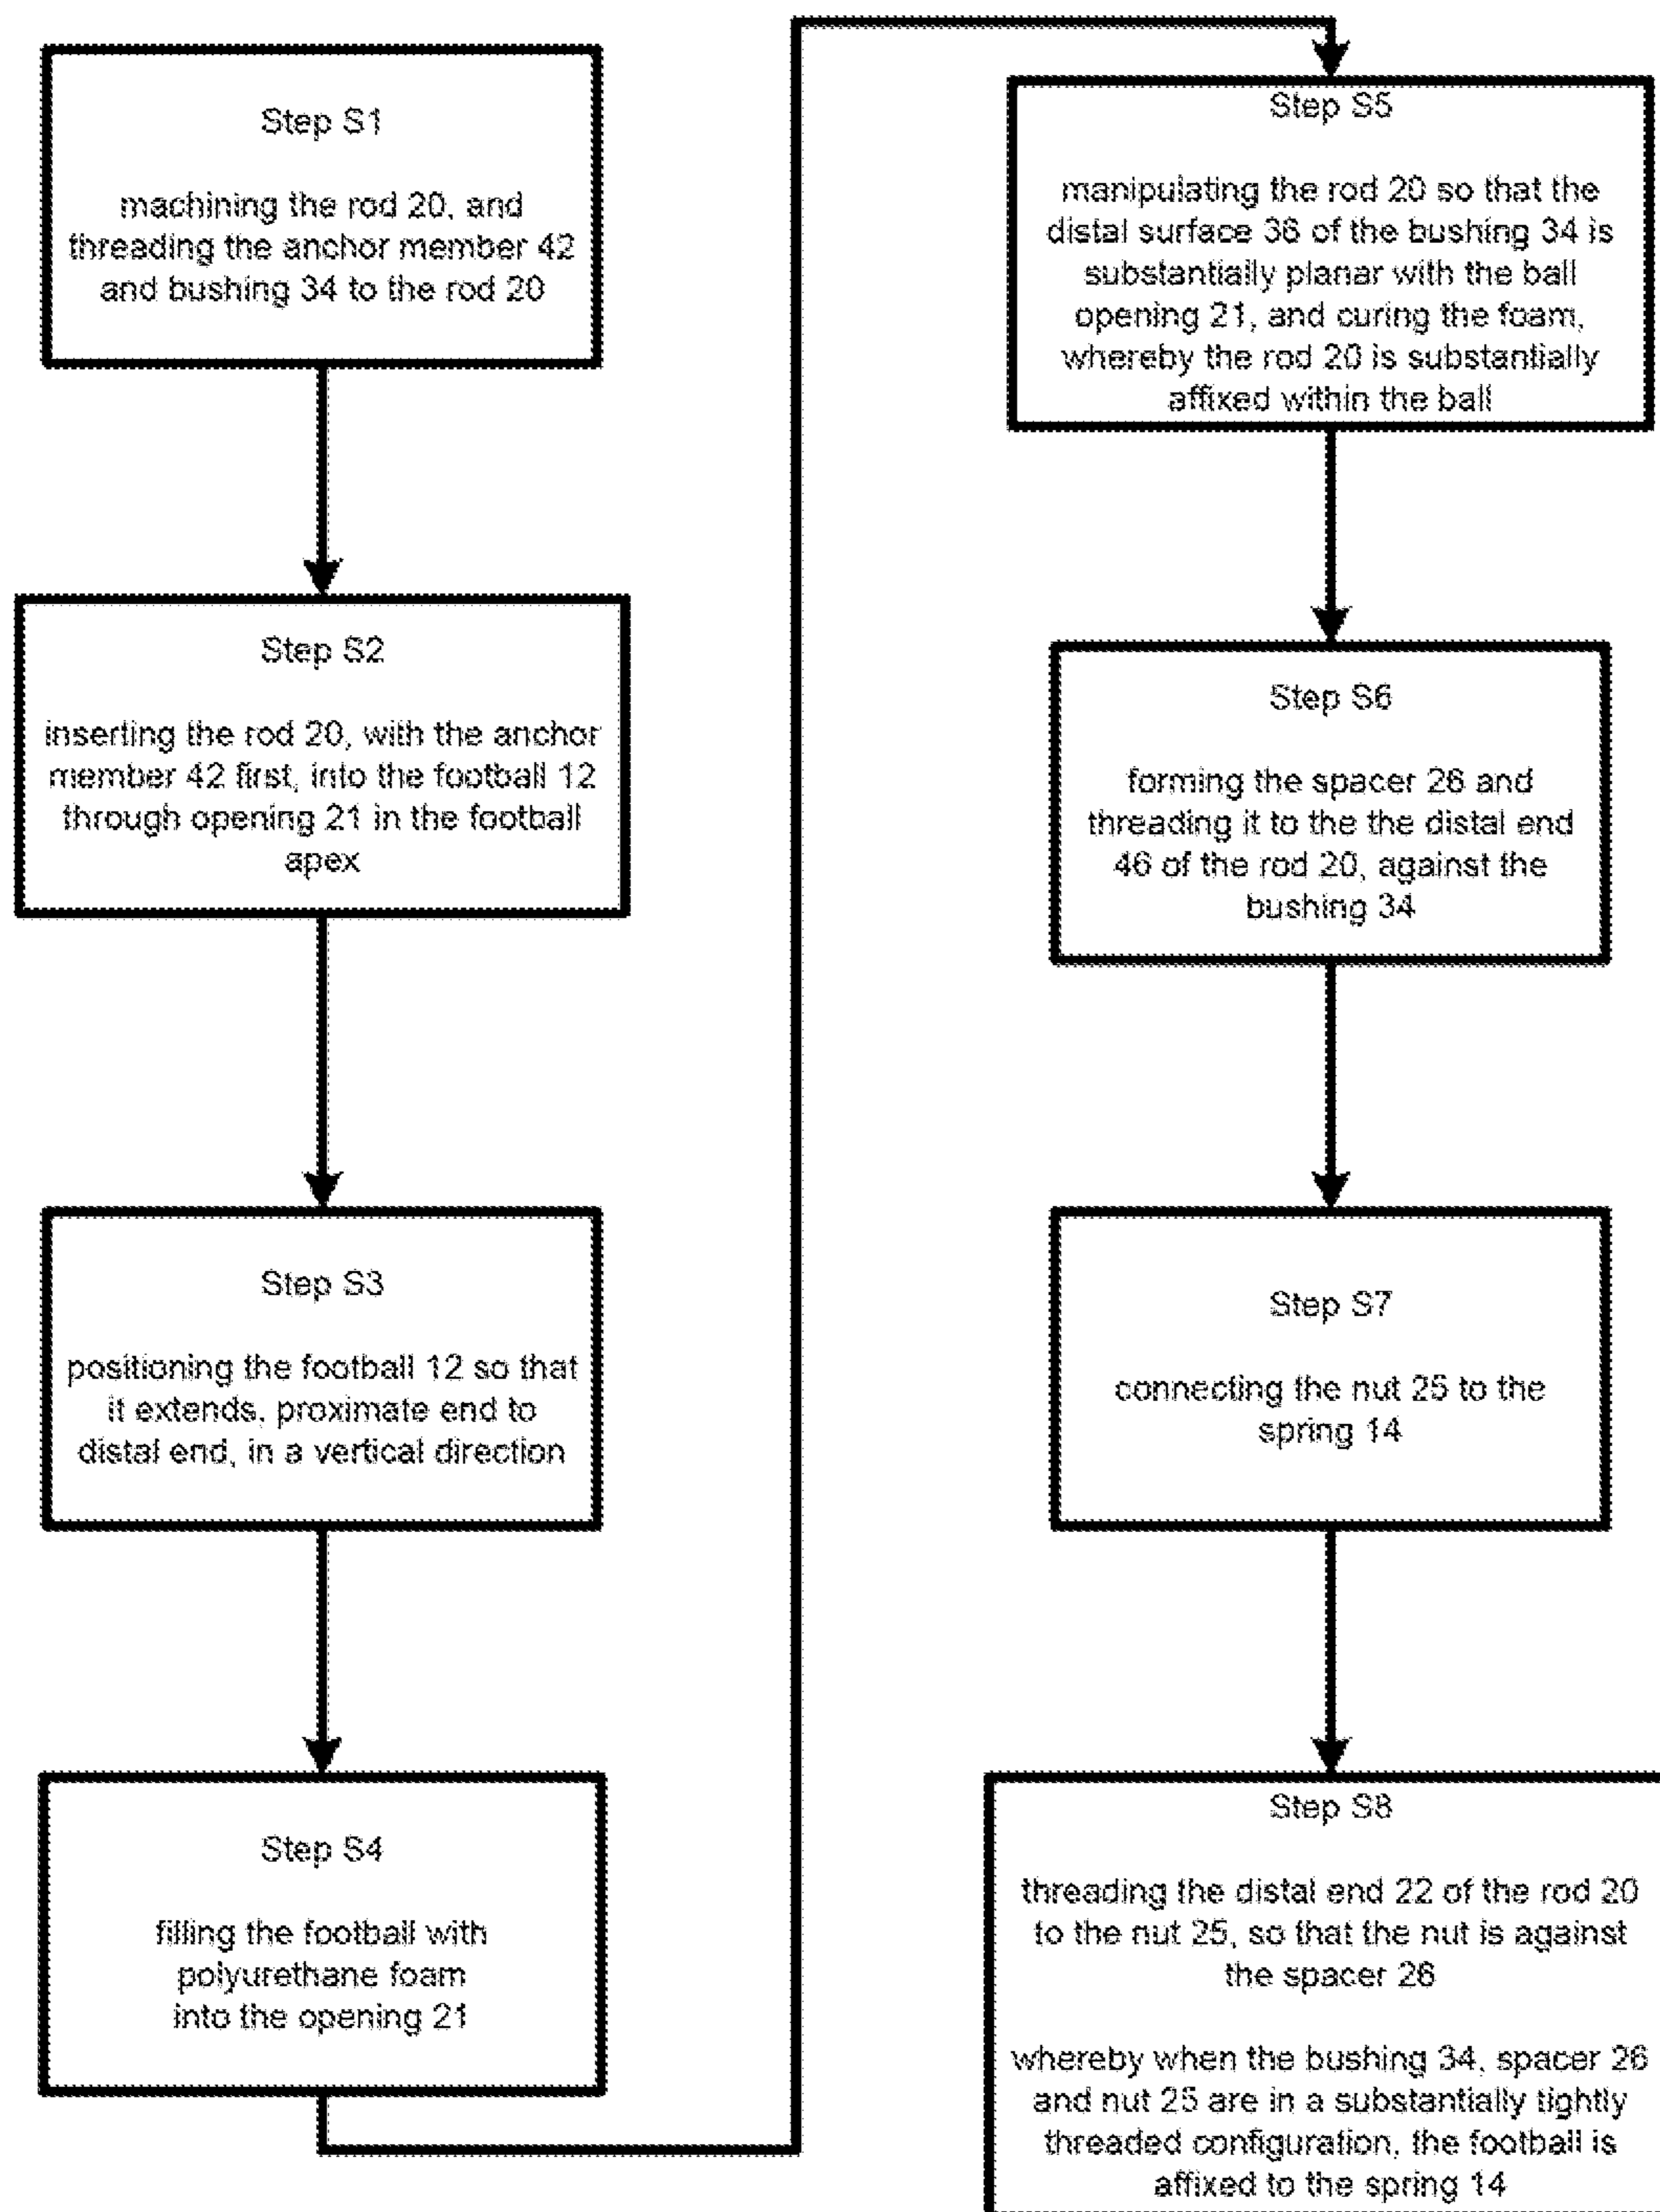 Step S1
machining the rod 20, and
threading the anchor member 42
and bushing 34 to the rod 20
Step S2
inserting the rod 20, with the anchor
member 42 first, into the football 12
through opening 21 in the football
apex
Step S3
positioning the football 12 so that
it extends, proximate end to
distal end, in a vertical direction
Step S4
filling the football with
polyurethane foam
into the opening 21
Step S5
manipulating the rod 20 so that the
distal surface 36 of the bushing 34 is
substantially planar with the ball
opening 21, and curing the foam,
whereby the rod 20 is substantially
affixed within the ball
Step S6
forming the spacer 26 and
threading it to the the distal end
46 of the rod 20, against the
bushing 34
Step S7
connecting the nut 25 to the
spring 14
Step S8
threading the distal end 22 of the rod 20
to the nut 25, so that the nut is against
the spacer 26
whereby when the bushing 34, spacer 26
and nut 25 are in a substantially tightly
threaded configuration, the football is
affixed to the spring 14